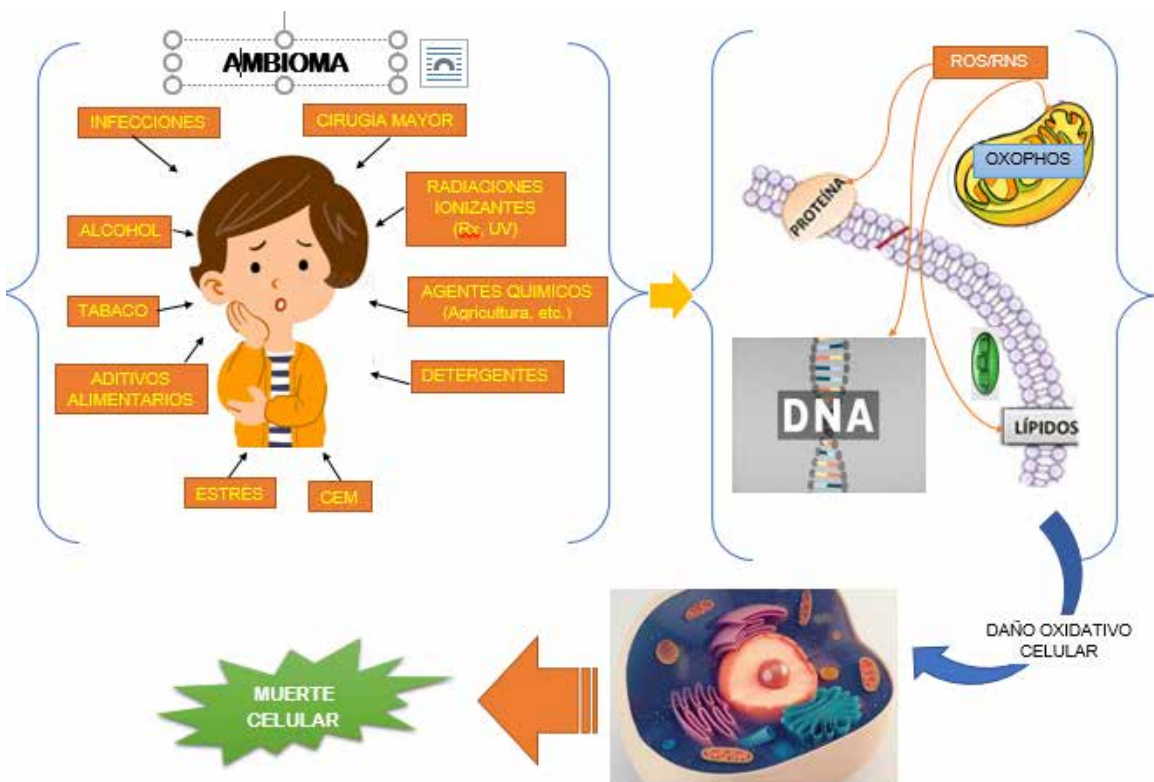 AMBIOMA
INFECCIONES
CIRUGIA MAYOR
ALCOHOL
RADIACIONES
IONIZANTES
(Rx, UV)
TABACO
AGENTES QUIMICOS
(Agricultura, etc.)
ADITIVOS
ALIMENTARIOS
DETERGENTES
ESTRÉS
CEM
ROS/RNS
OXOPHOS
PROTEÍNA
DNA
LÍPIDOS
DAÑO OXIDATIVO
CELULAR
MUERTE
CELULAR